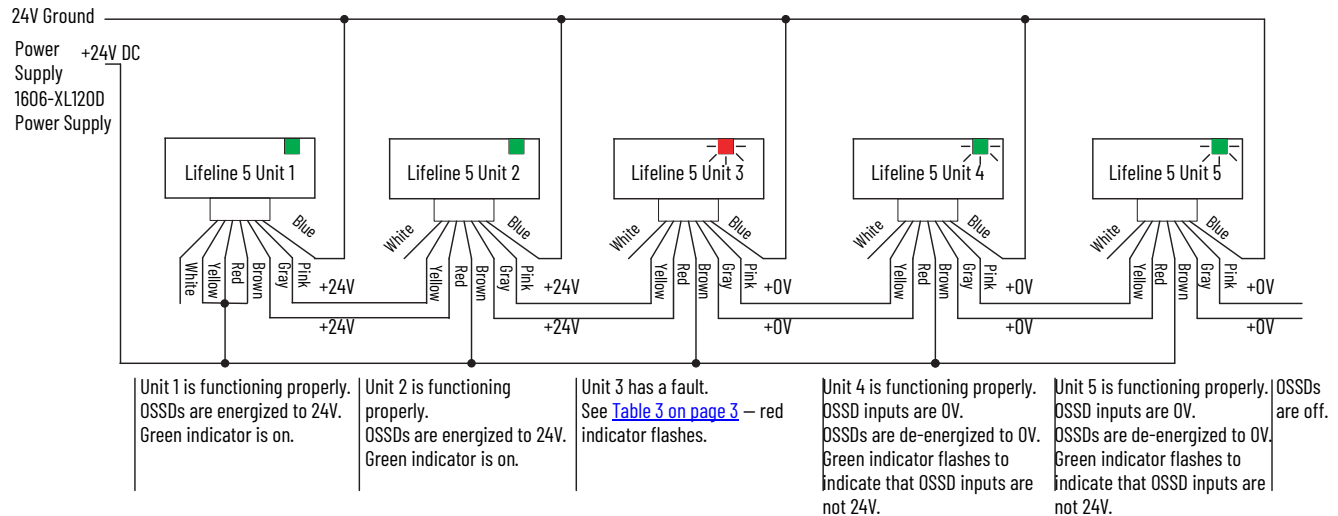 24V Ground
Power
Supply
1606-XL120D
Power Supply
+24V DC
Lifeline 5 Unit 1
Lifeline 5 Unit 2
Lifeline 5 Unit 3
Lifeline 5 Unit 4
Lifeline 5 Unit 5
White
Yellow
Red
Brown
Gray
Pink
Blue
+24V
+24V
White
Yellow
Red
Brown
Gray
Pink
Blue
+24V
+24V
White
Yellow
Red
Brown
Gray
Pink
Blue
+0V
+0V
White
Yellow
Red
Brown
Gray
Pink
Blue
+0V
+0V
White
Yellow
Red
Brown
Gray
Pink
Blue
+0V
+0V
Unit 1 is functioning properly.
OSSDs are energized to 24V.
Green indicator is on.
Unit 2 is functioning
properly.
OSSDs are energized to 24V.
Green indicator is on.
Unit 3 has a fault.
See Table 3 on page 3 – red
indicator flashes.
Unit 4 is functioning properly.
OSSD inputs are 0V.
OSSDs are de-energized to 0V.
Green indicator flashes to
indicate that OSSD inputs are
not 24V.
Unit 5 is functioning properly.
OSSD inputs are 0V.
OSSDs are de-energized to 0V.
Green indicator flashes to
indicate that OSSD inputs are
not 24V.
OSSDs
are off.